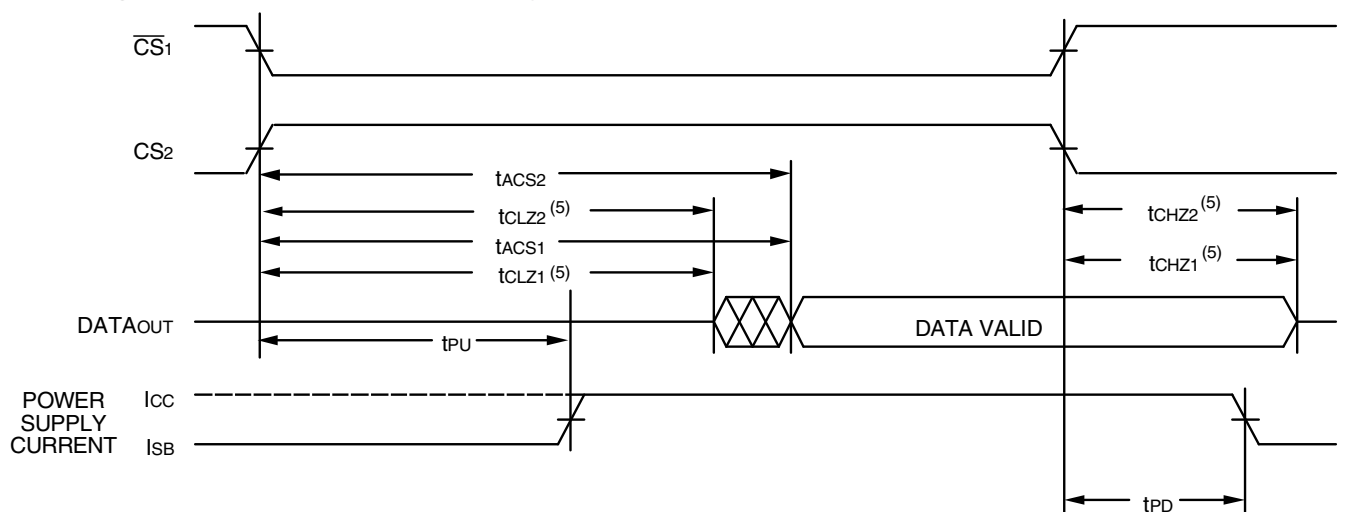 CS1
CS2
tACS2
tCLZ2 (5)
tCHZ2 (5)
tACS1
tCLZ1 (5)
tCHZ1 (5)
DATAOUT
DATA VALID
tPU
POWER
SUPPLY
CURRENT
ICC
ISB
tPD